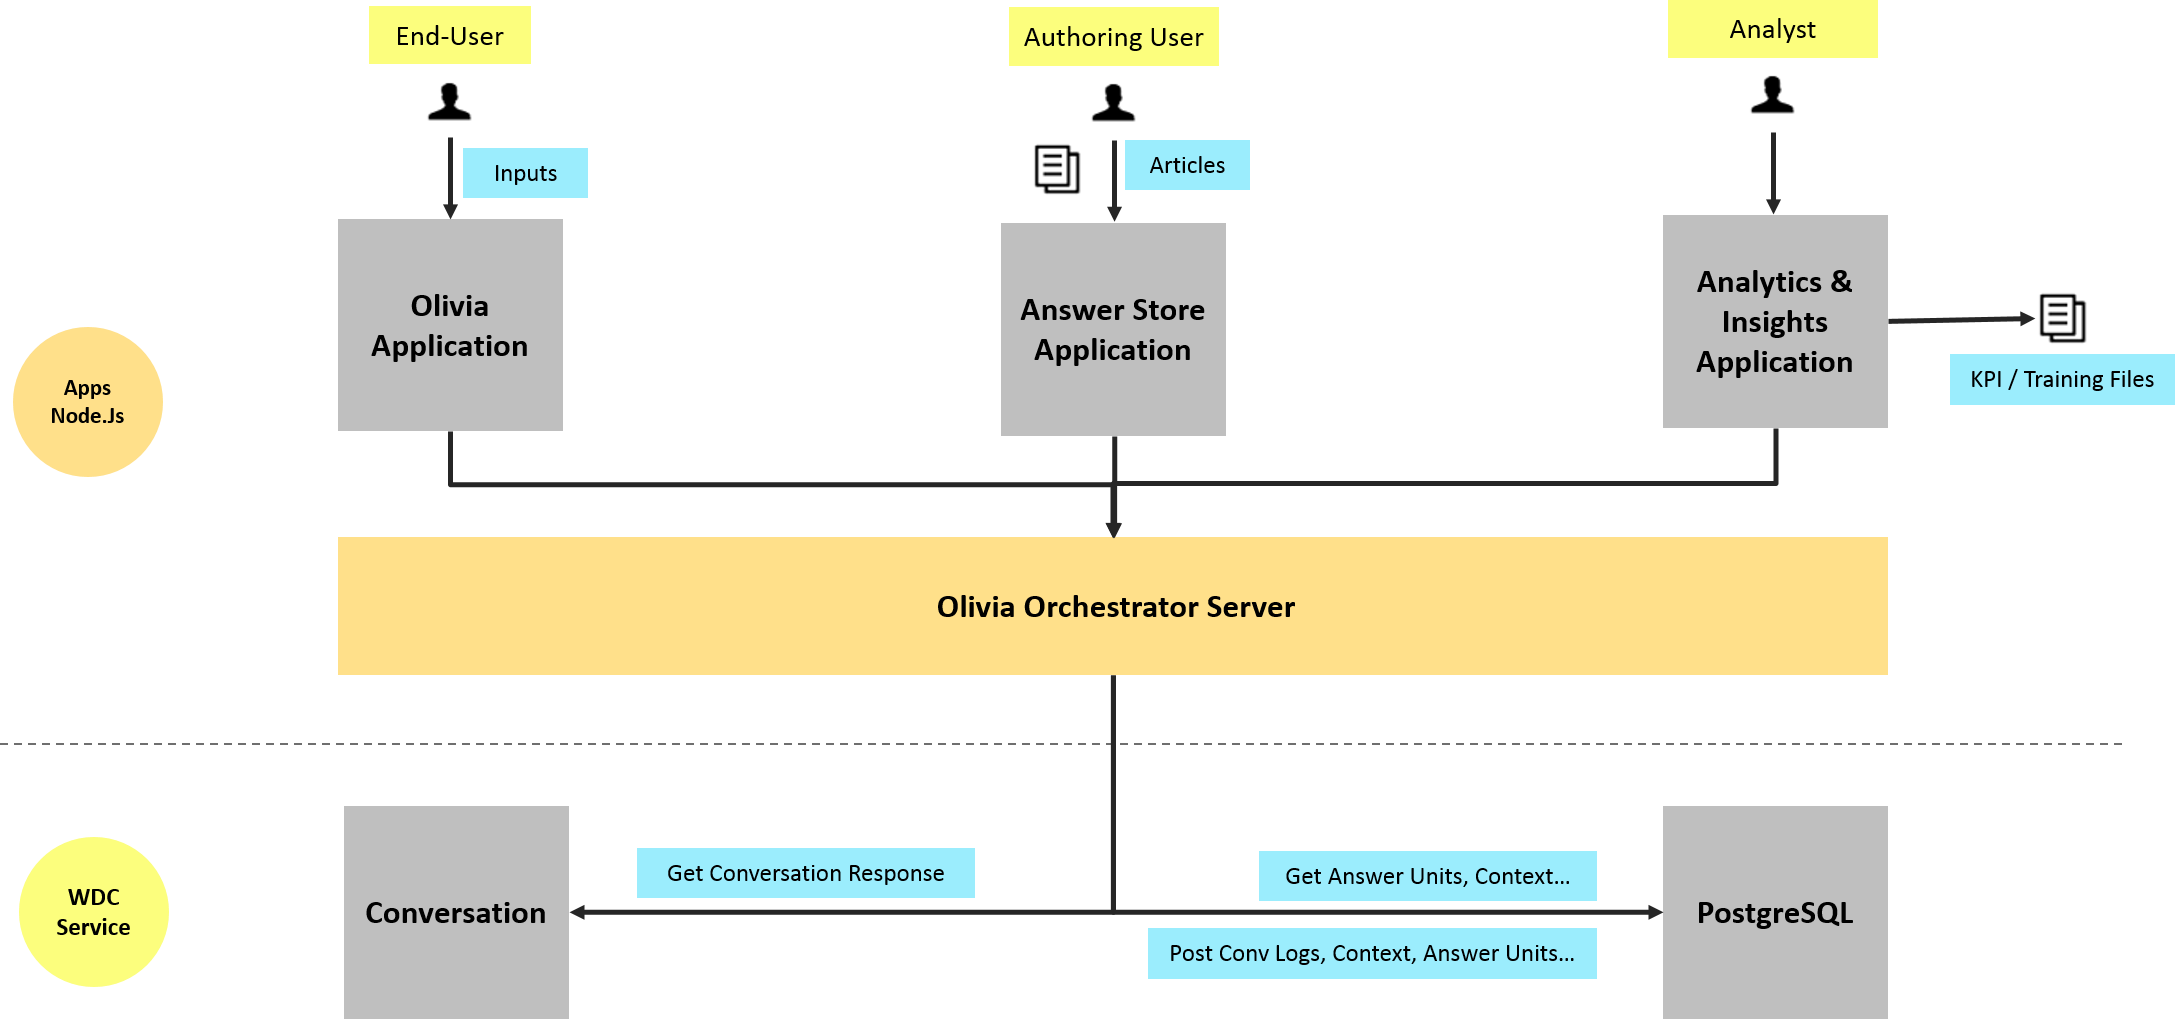 End-User
Authoring User
Analyst
Inputs
Articles
Olivia
Application
Answer Store
Application
Analytics &
Insights
Application
KPI / Training Files
Apps
Node.Js
Olivia Orchestrator Server
WDC
Service
Conversation
Get Conversation Response
Get Answer Units, Context...
Post Conv Logs, Context, Answer Units...
PostgreSQL